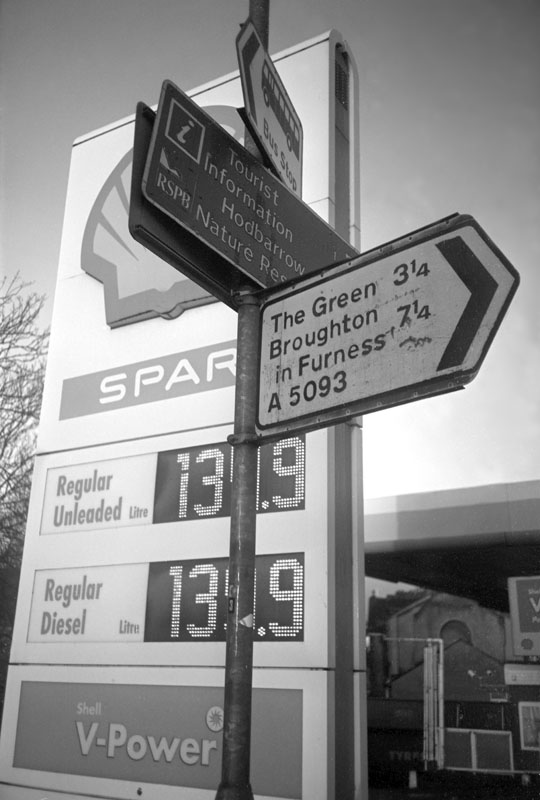 Bus Stop
i
Tourist
Information
Hodbarrow
RSPB
Nature
The Green 3¼
Broughton 7¼
in Furness
A 5093
SPAR
Regular
Unleaded Litre
Regular
Diesel Litre
Shell
V-Power